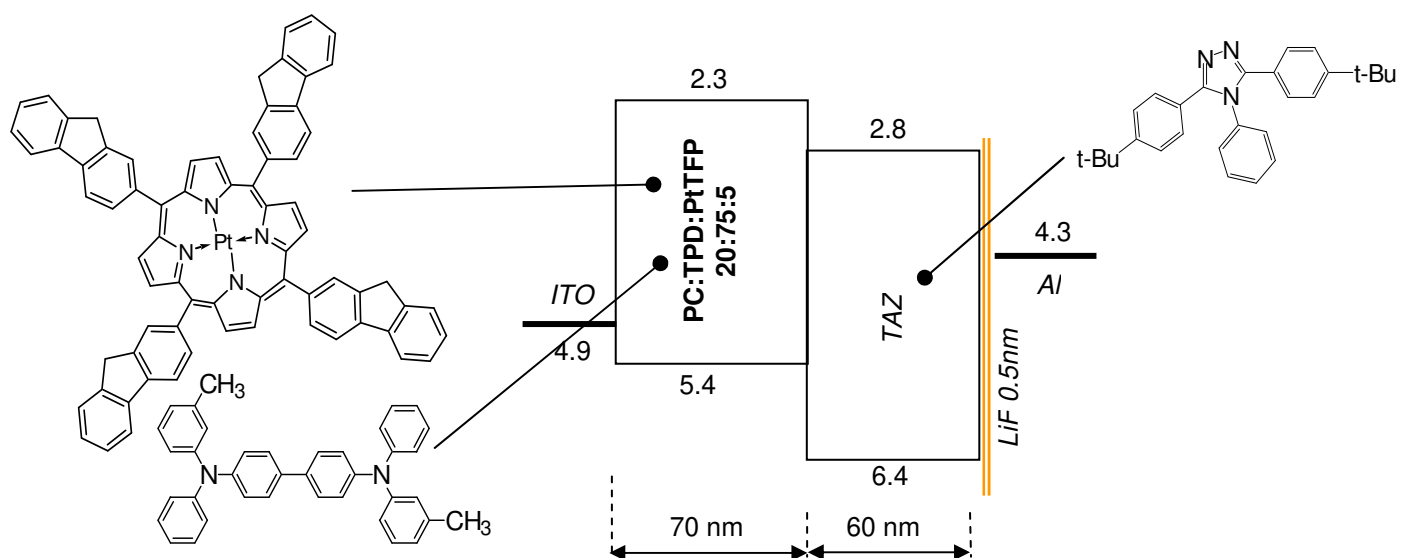 N
N
N
N
Pt
CH3
N
N
CH3
ITO
4.9
2.3
PC:TPD:PtTFP
20:75:5
5.4
2.8
TAZ
6.4
LiF 0.5nm
4.3
Al
N
N
N
t-Bu
t-Bu
70 nm
60 nm